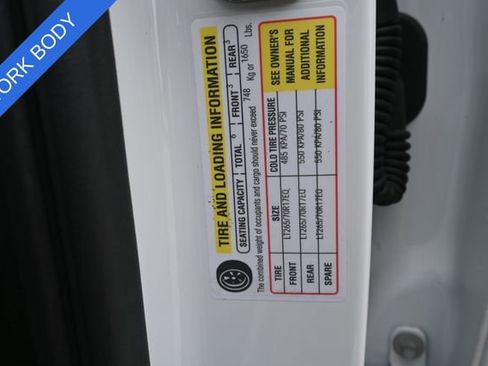 WORK BODY
TIRE AND LOADING INFORMATION
SEATING CAPACITY TOTAL 6 FRONT 3 REAR 3
The combined weight of occupants and cargo should never exceed 748 Kg or 1650 Lbs.
TIRE SIZE COLD TIRE PRESSURE
FRONT LT265/70R17EQ, 485 KPA/70 PSI
REAR LT265/70R17EQ 550 KPA/80 PSI
SPARE LT265/70R17EQ 550 KPA/80 PSI
SEE OWNER'S
MANUAL FOR
ADDITIONAL
INFORMATION